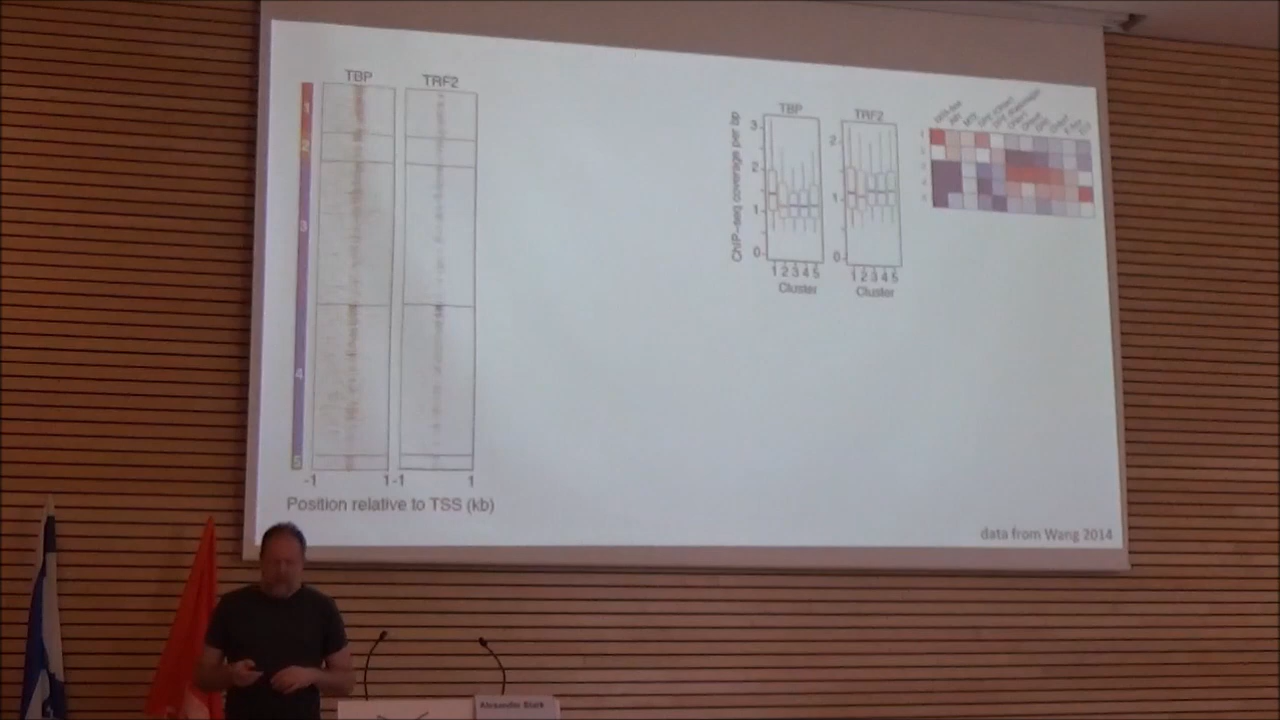 TBP
TRF2
1
2
3
4
5
-1
1
-1
1
Position relative to TSS (kb)
ChIP-seq coverage per bp
TBP
3
2
1
0
1 2 3 4 5
Cluster
TRF2
2
1
0
1 2 3 4 5
Cluster
data from Wang 2014
Alexander Stark